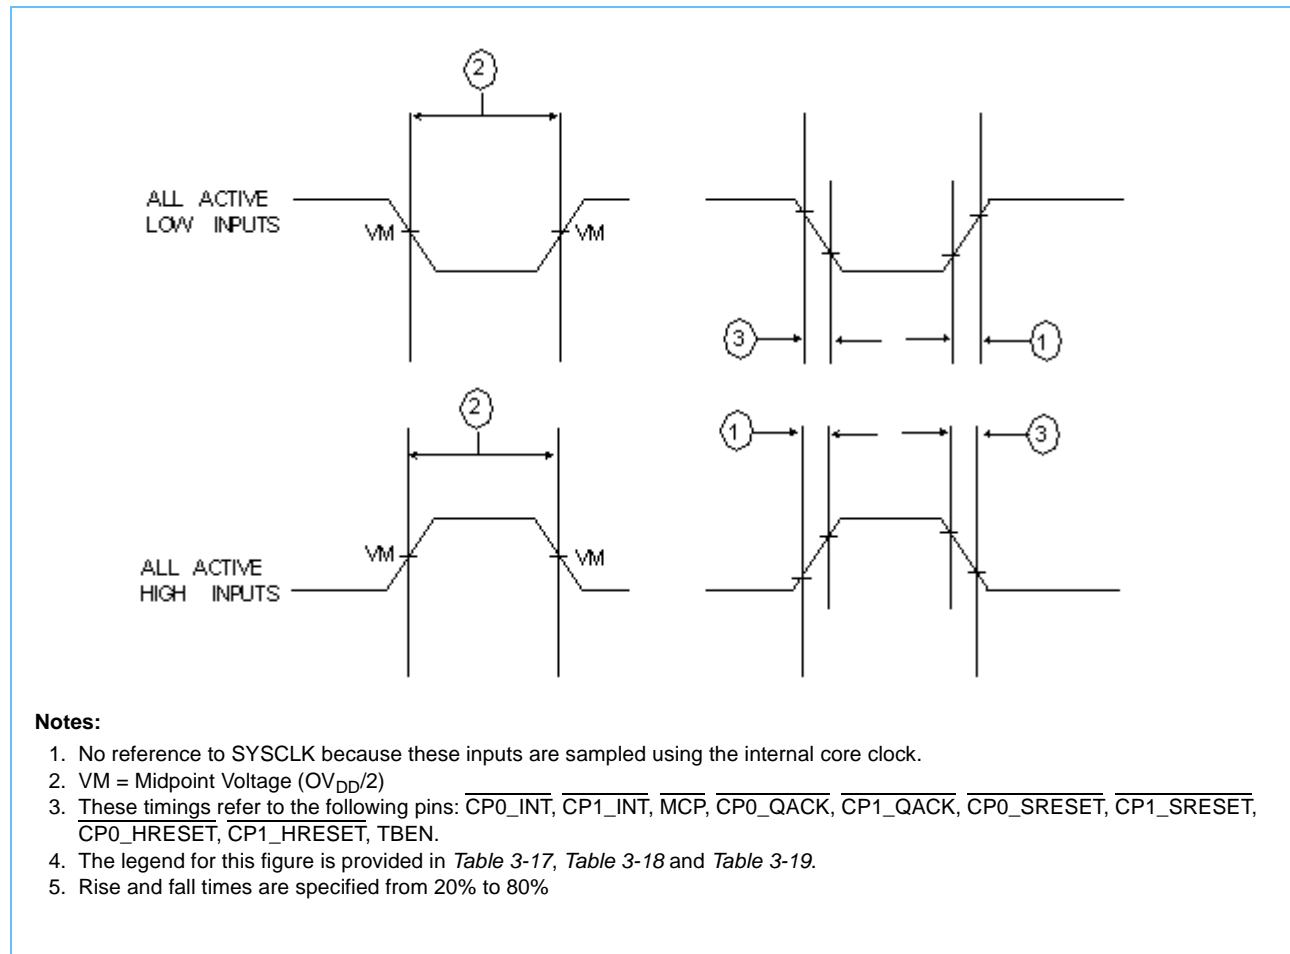 2
ALL ACTIVE
LOW INPUTS
VM
VM
3
1
2
1
3
VM
VM
ALL ACTIVE
HIGH INPUTS
Notes:
1. No reference to SYSCLK because these inputs are sampled using the internal core clock.
2. VM = Midpoint Voltage (OVDD/2)
3. These timings refer to the following pins: CP0_INT, CP1_INT, MCP, CP0_QACK, CP1_QACK, CP0_SRESET, CP1_SRESET,
CP0_HRESET, CP1_HRESET, TBEN.
4. The legend for this figure is provided in Table 3-17, Table 3-18 and Table 3-19.
5. Rise and fall times are specified from 20% to 80%